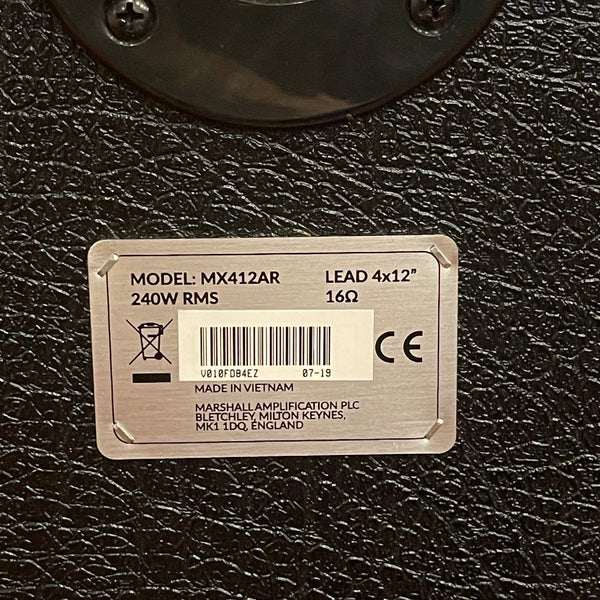 MODEL: MX412AR LEAD 4x12”
240W RMS 16Ω
CE
V010FDB4EZ 07-19
MADE IN VIETNAM
MARSHALL AMPLIFICATION PLC
BLETCHLEY, MILTON KEYNES,
MK1 1DQ, ENGLAND